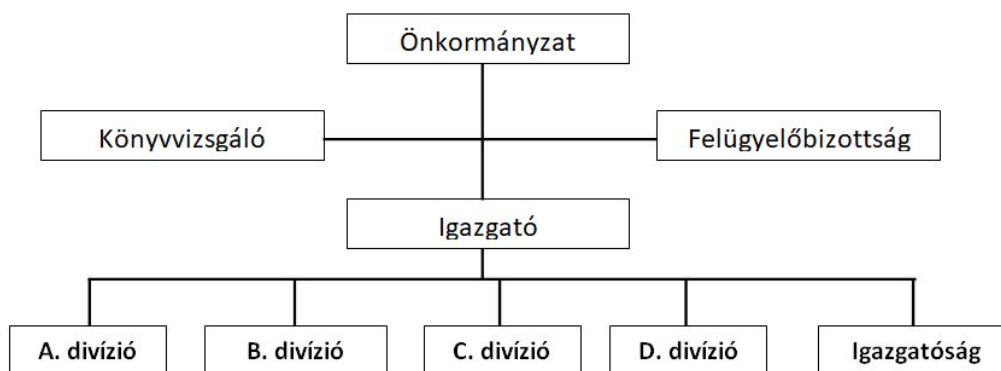 Önkormányzat
Könyvvizsgáló
Felügyelőbizottság
Igazgató
A. divízió
B. divízió
C. divízió
D. divízió
Igazgatóság